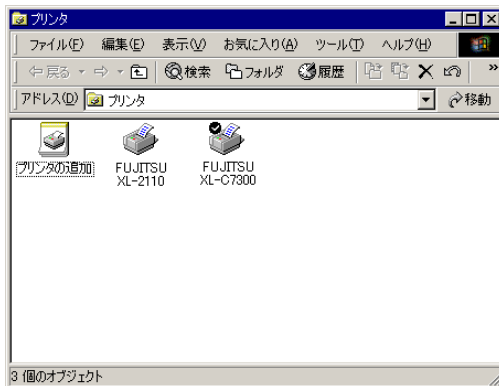 プリンタ
ファイル(F) 編集(E) 表示(V) お気に入り(A) ツール(T) ヘルプ(H)
戻る 検索 フォルダ 履歴 »
アドレス(D) プリンタ 移動
プリンタの追加 FUJITSU XL-2110 FUJITSU XL-C7300
3 個のオブジェクト